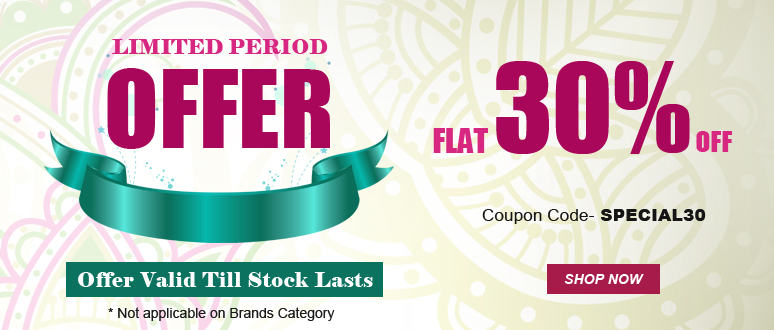 LIMITED PERIOD
OFFER
Offer Valid Till Stock Lasts
* Not applicable on Brands Category
FLAT 30% OFF
Coupon Code- SPECIAL30
SHOP NOW